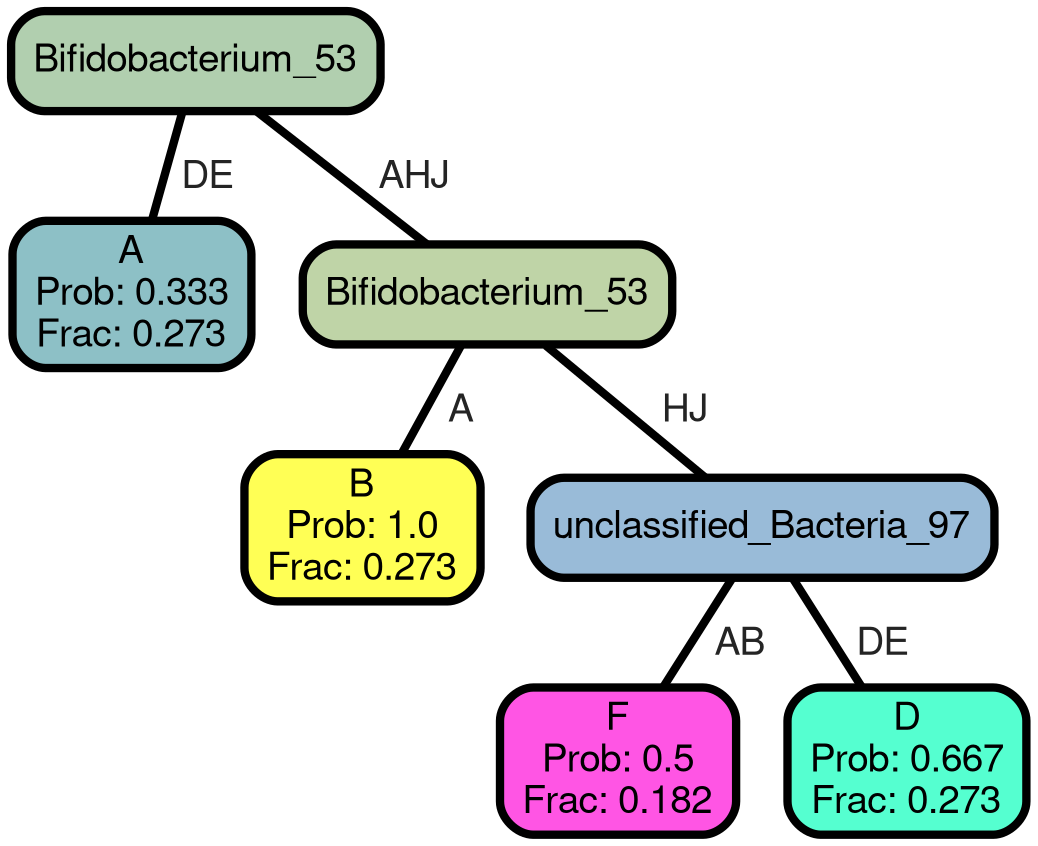 Bifidobacterium_53
DE
AHJ
A
Prob: 0.333
Frac: 0.273
Bifidobacterium_53
A
HJ
B
Prob: 1.0
Frac: 0.273
unclassified_Bacteria_97
AB
DE
F
Prob: 0.5
Frac: 0.182
D
Prob: 0.667
Frac: 0.273